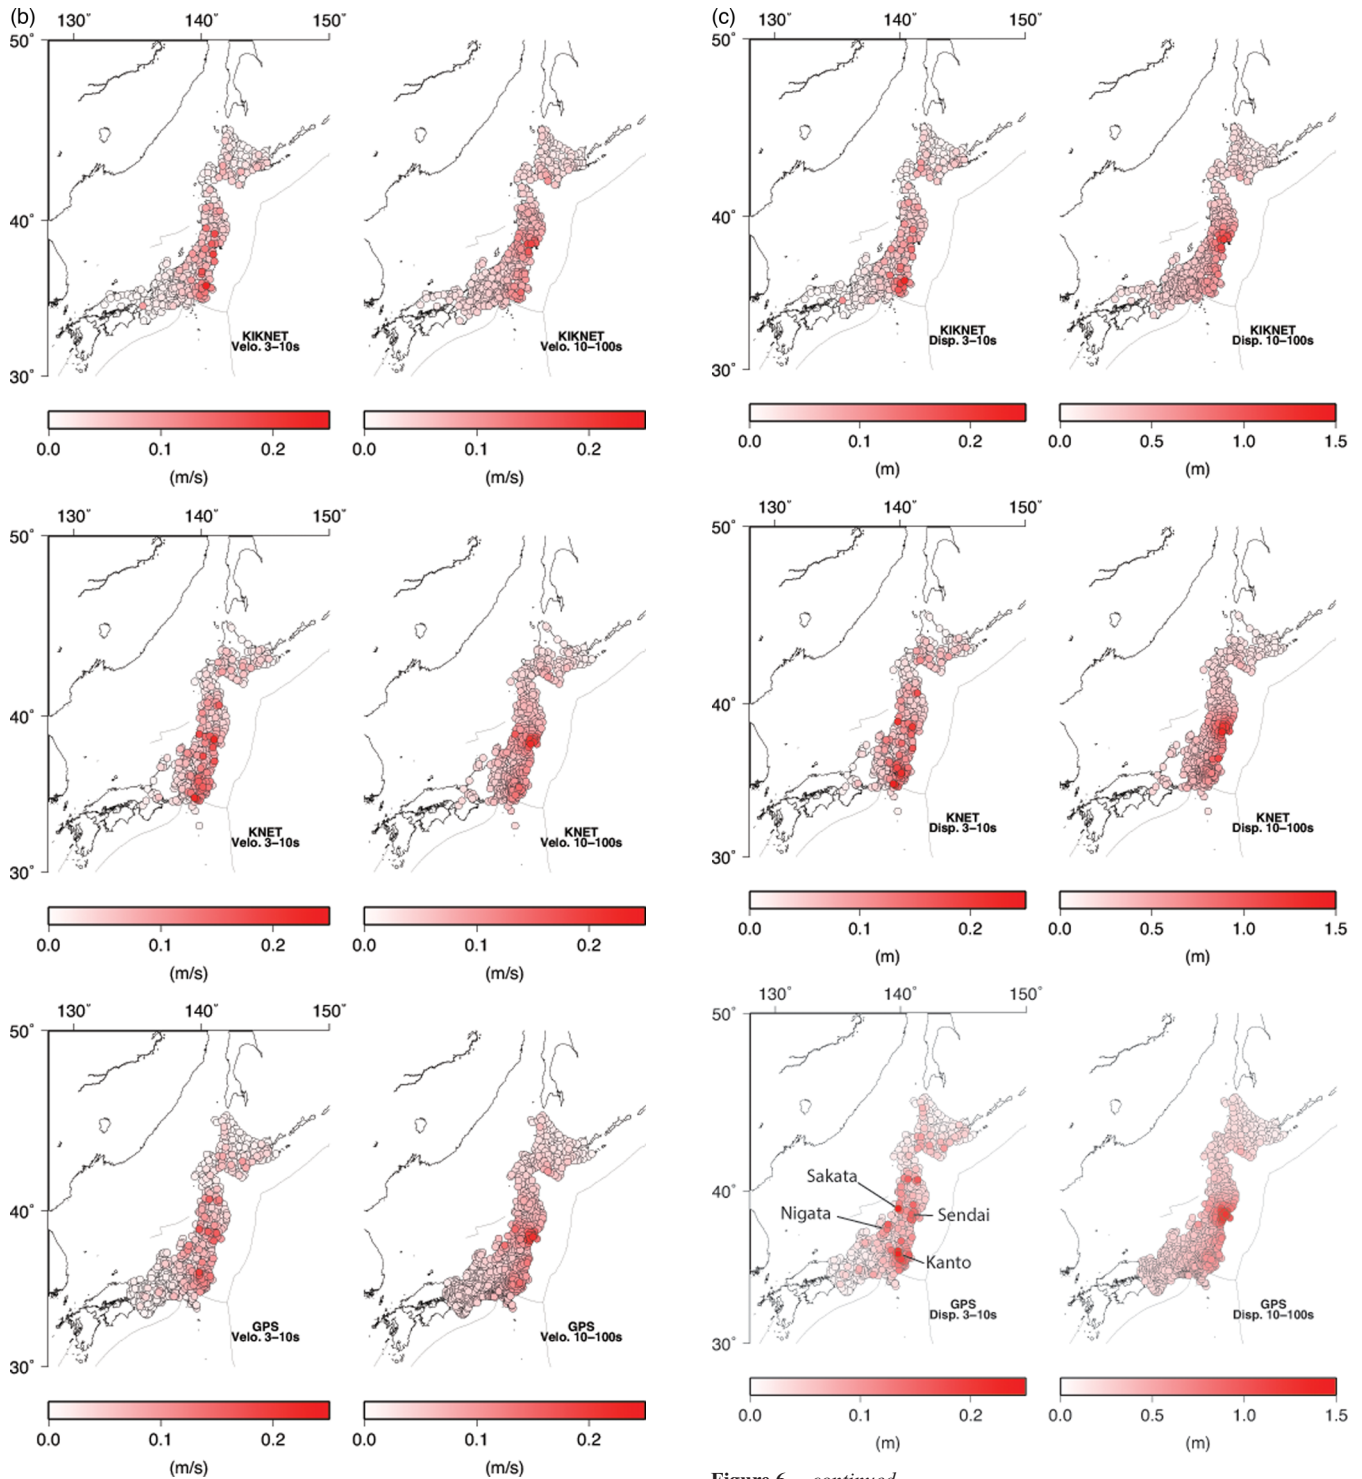 (b)
130° 140° 150°
50°
40°
30°
KIKNET
Velo. 3–10s
KIKNET
Velo. 10–100s
0.0 0.1 0.2
(m/s)
0.0 0.1 0.2
(m/s)
130° 140° 150°
50°
40°
30°
KNET
Velo. 3–10s
KNET
Velo. 10–100s
0.0 0.1 0.2
(m/s)
0.0 0.1 0.2
(m/s)
130° 140° 150°
50°
40°
30°
GPS
Velo. 3–10s
GPS
Velo. 10–100s
0.0 0.1 0.2
(m/s)
0.0 0.1 0.2
(m/s)
(c)
130° 140° 150°
50°
40°
30°
KIKNET
Disp. 3–10s
KIKNET
Disp. 10–100s
0.0 0.1 0.2
(m)
0.0 0.5 1.0 1.5
(m)
130° 140° 150°
50°
40°
30°
KNET
Disp. 3–10s
KNET
Disp. 10–100s
0.0 0.1 0.2
(m)
0.0 0.5 1.0 1.5
(m)
130° 140° 150°
50°
40°
30°
Sakata
Nigata
Sendai
Kanto
GPS
Disp. 3–10s
GPS
Disp. 10–100s
0.0 0.1 0.2
(m)
0.0 0.5 1.0 1.5
(m)
Figure 6. continued